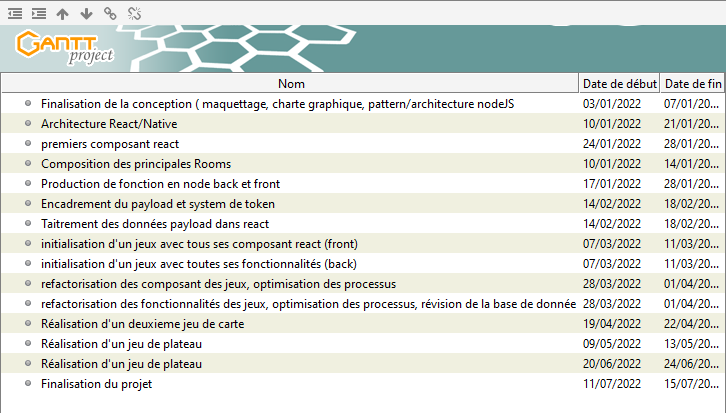 GANTT
project
Nom Date de début Date de fin
Finalisation de la conception ( maquettage, charte graphique, pattern/architecture nodeJS 03/01/2022 07/01/20...
Architecture React/Native 10/01/2022 21/01/20...
premiers composant react 24/01/2022 28/01/20...
Composition des principales Rooms 10/01/2022 14/01/20...
Production de fonction en node back et front 17/01/2022 28/01/20...
Encadrement du payload et system de token 14/02/2022 18/02/20...
Taitrement des données payload dans react 14/02/2022 18/02/20...
initialisation d'un jeux avec tous ses composant react (front) 07/03/2022 11/03/20...
initialisation d'un jeux avec toutes ses fonctionnalités (back) 07/03/2022 11/03/20...
refactorisation des composant des jeux, optimisation des processus 28/03/2022 01/04/20...
refactorisation des fonctionnalités des jeux, optimisation des processus, révision de la base de donnée 28/03/2022 01/04/20...
Réalisation d'un deuxieme jeu de carte 19/04/2022 22/04/20...
Réalisation d'un jeu de plateau 09/05/2022 13/05/20...
Réalisation d'un jeu de plateau 20/06/2022 24/06/20...
Finalisation du projet 11/07/2022 15/07/20...